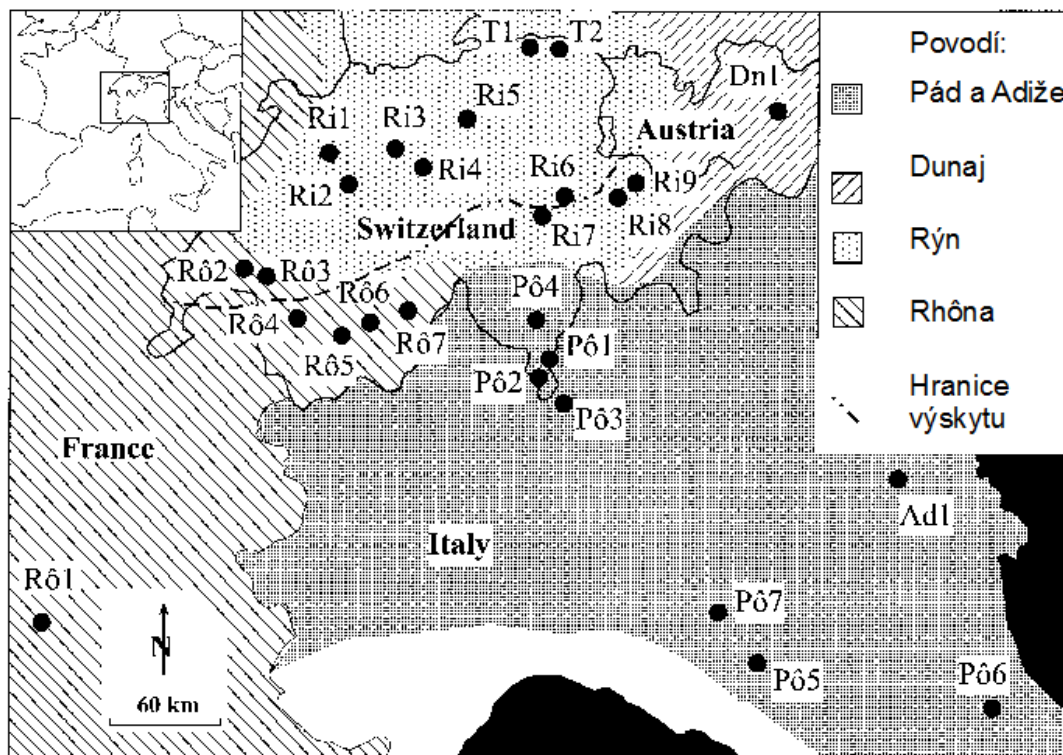 T1
T2
Povodí:
Dn1
Pád a Adiže
Ri5
Ri1
Ri3
Austria
Ri4
Ri6
Ri9
Dunaj
Ri2
Ri7
Ri8
Switzerland
Rýn
Rô2
Rô3
Rô6
Pô4
Rô4
Rô7
Rhôna
Rô5
Pô1
Pô2
Pô3
Hranice
výskytu
France
Ad1
Italy
Rô1
Pô7
N
Pô5
Pô6
60 km